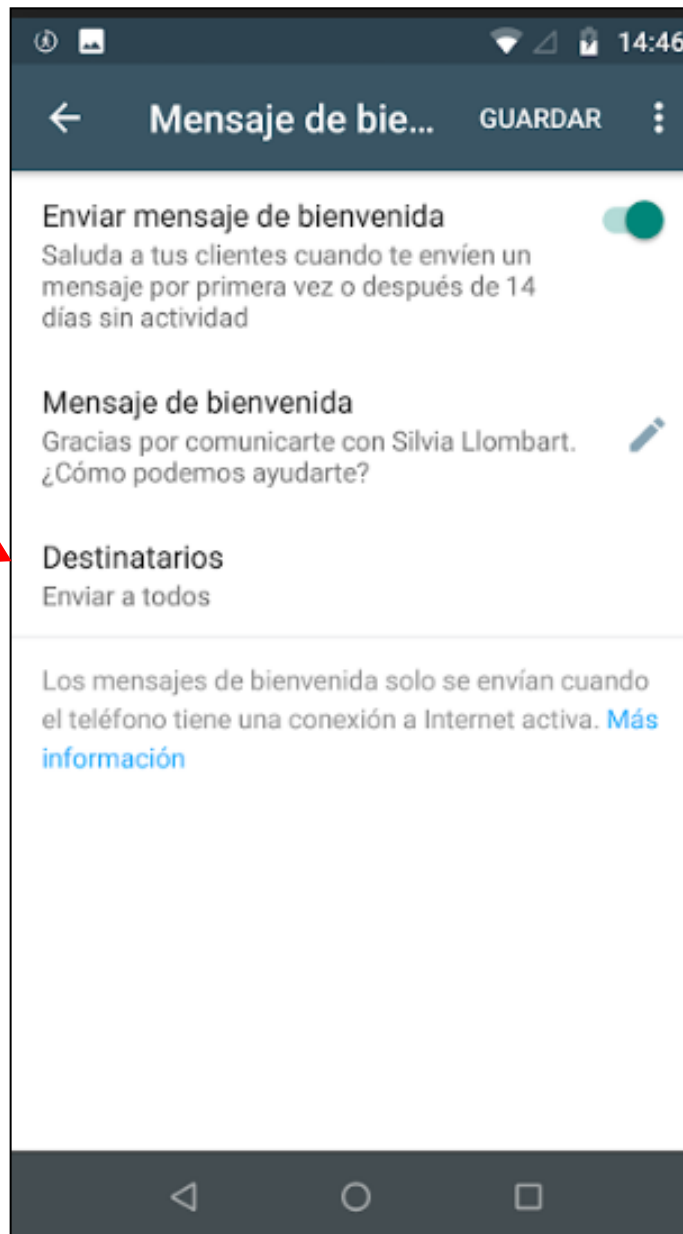 14:46
Mensaje de bie...
GUARDAR
Enviar mensaje de bienvenida
Saluda a tus clientes cuando te envíen un
mensaje por primera vez o después de 14
días sin actividad
Mensaje de bienvenida
Gracias por comunicarte con Silvia Llombart.
¿Cómo podemos ayudarte?
Destinatarios
Enviar a todos
Los mensajes de bienvenida solo se envían cuando
el teléfono tiene una conexión a Internet activa. Más
información